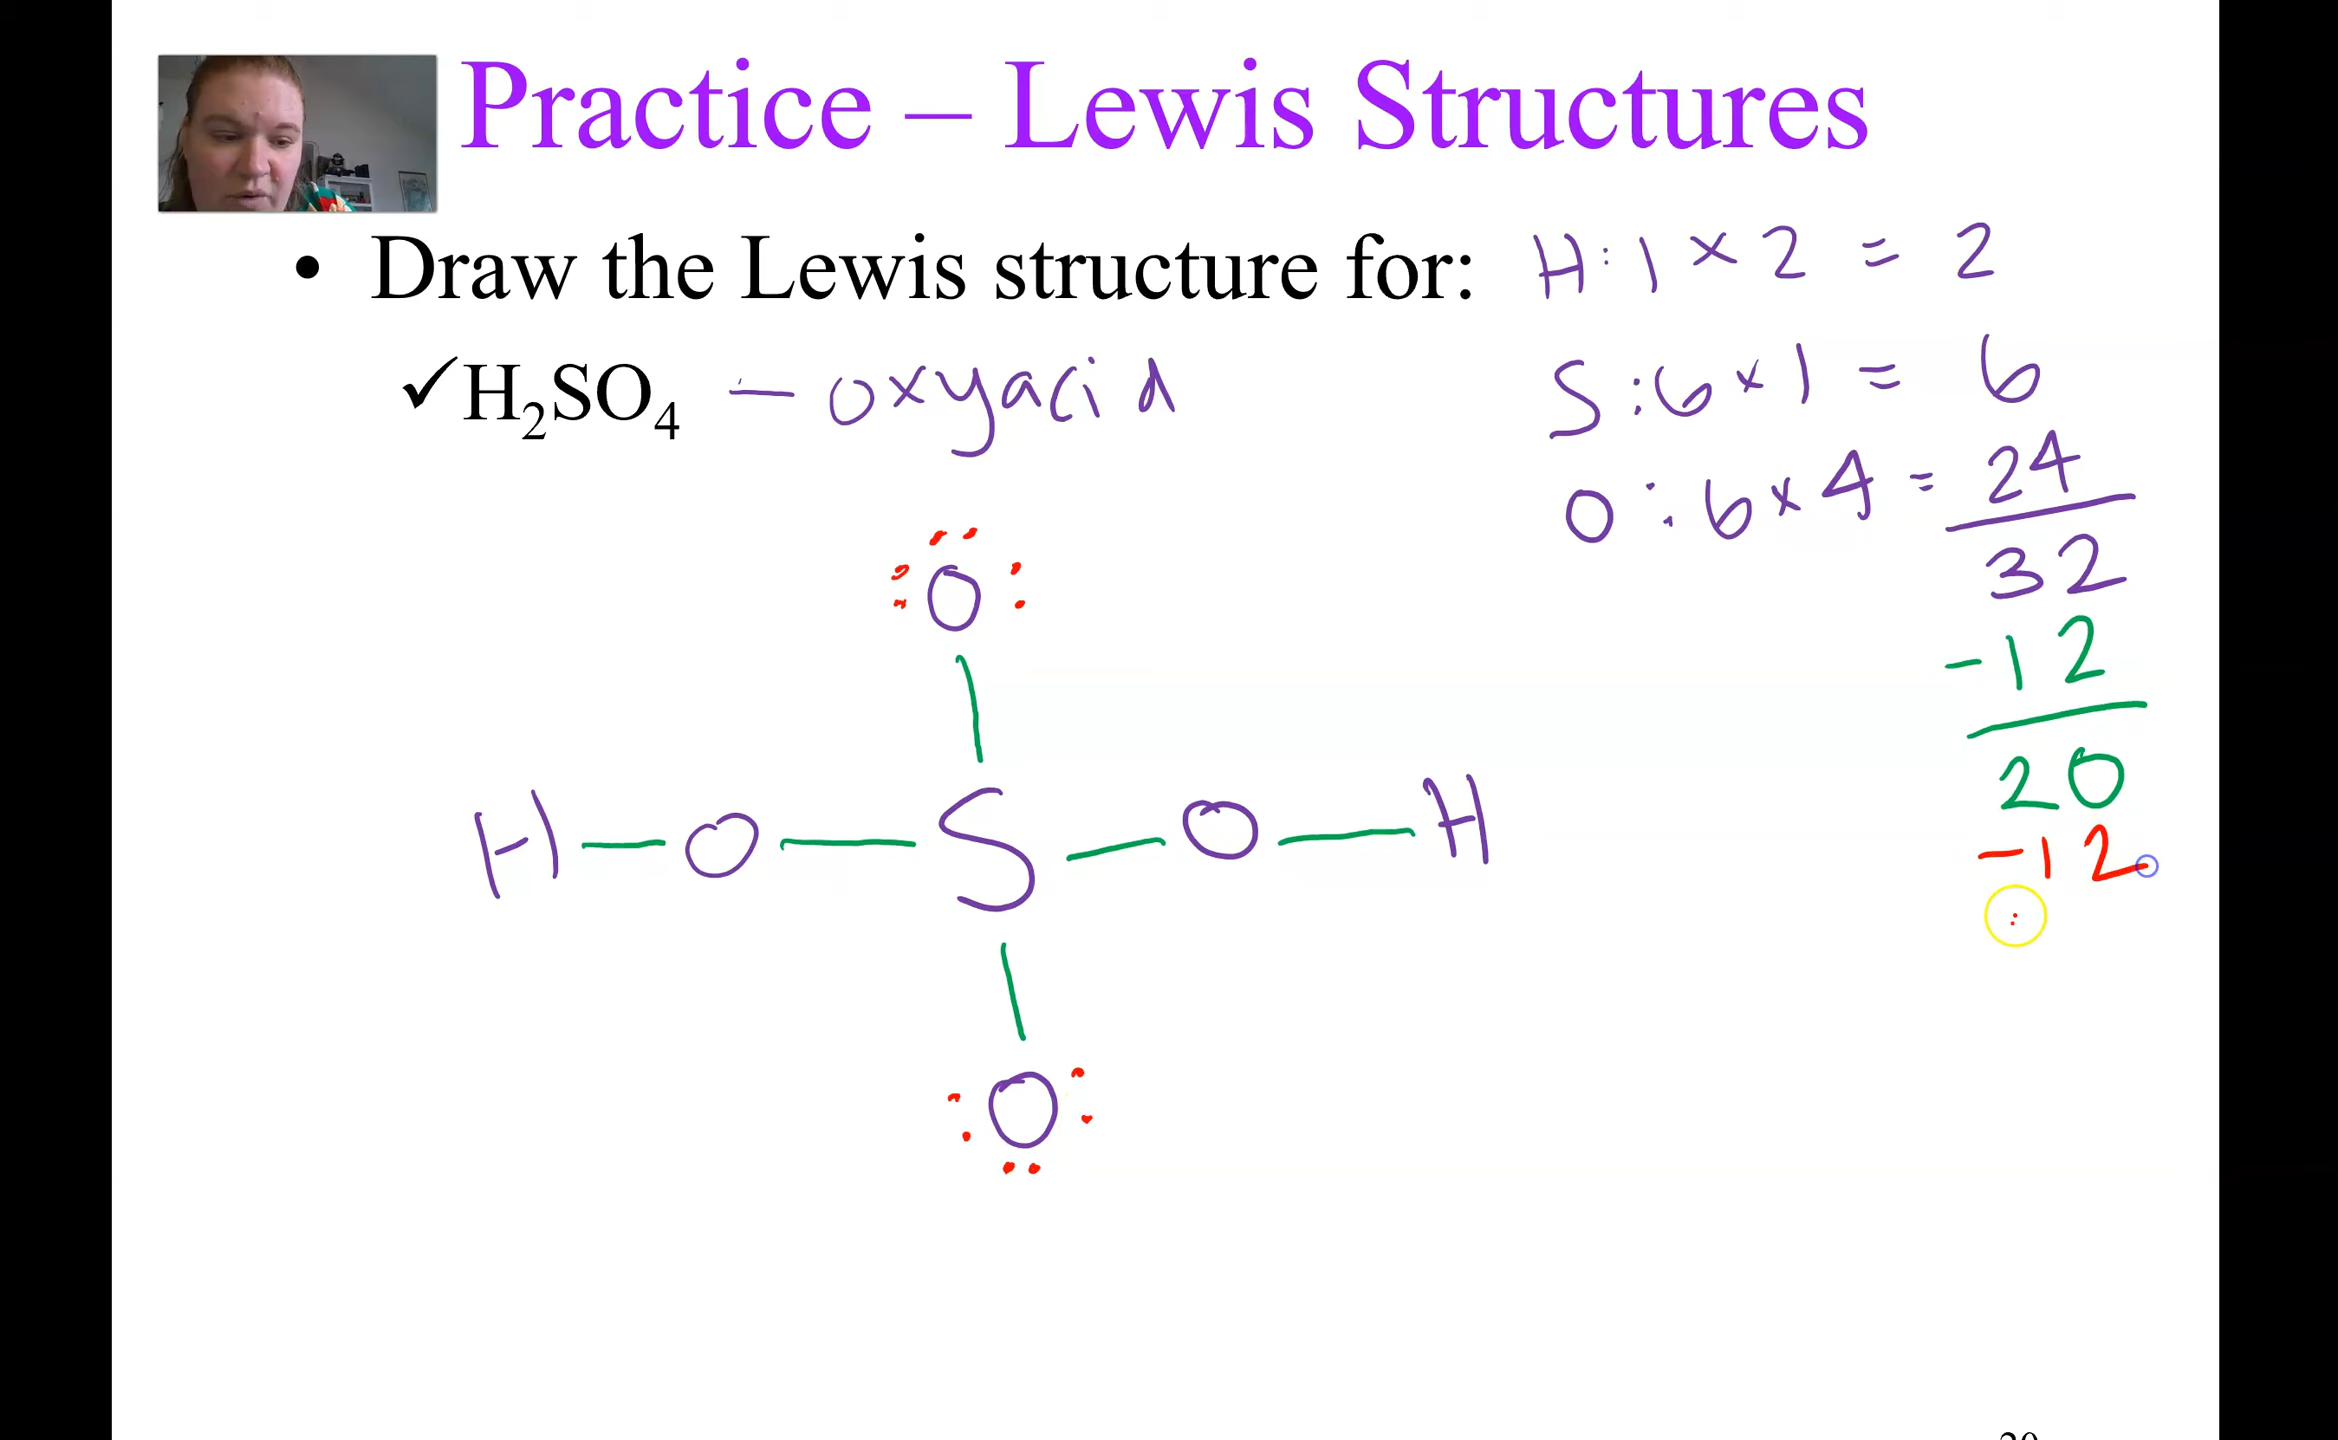 Practice – Lewis Structures
• Draw the Lewis structure for:
H : 1 × 2 = 2
✓H₂SO₄ – oxyacid
S : 6 × 1 = 6
O : 6 × 4 = 24
32
-12
20
-12
O
H – O – S – O – H
O